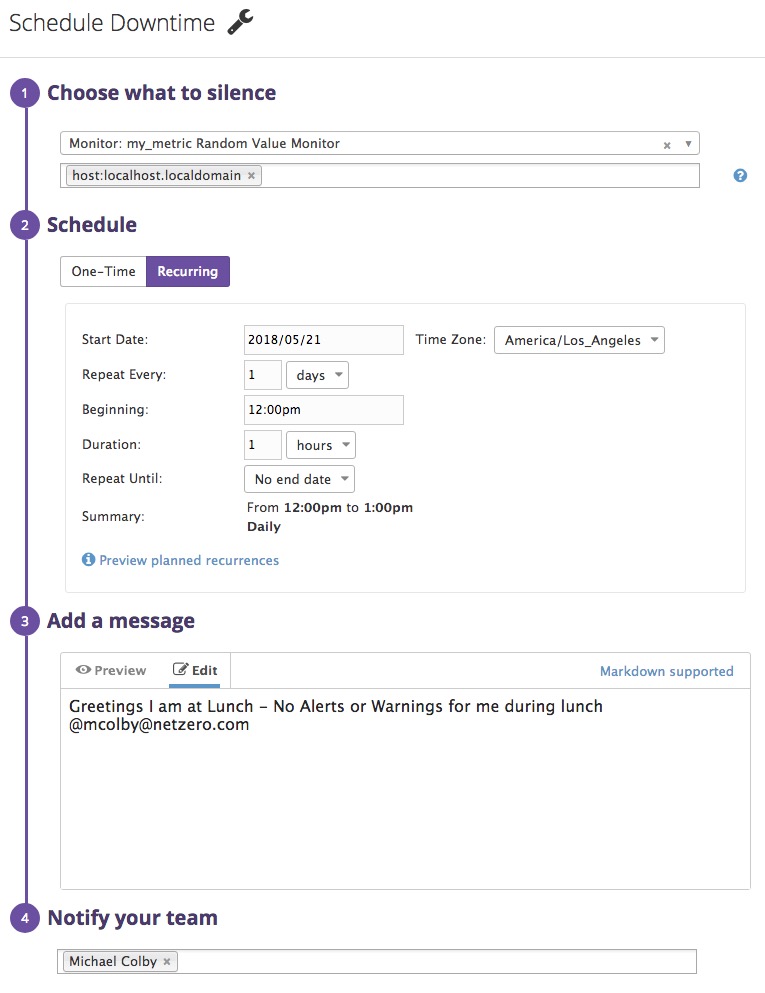 Schedule Downtime
1 Choose what to silence
Monitor: my_metric Random Value Monitor × ▼
host:localhost.localdomain × ?
2 Schedule
One-Time Recurring
Start Date: 2018/05/21 Time Zone: America/Los_Angeles
Repeat Every: 1 days
Beginning: 12:00pm
Duration: 1 hours
Repeat Until: No end date
Summary: From 12:00pm to 1:00pm
Daily
i Preview planned recurrences
3 Add a message
Preview Edit Markdown supported
Greetings I am at Lunch – No Alerts or Warnings for me during lunch
@mcolby@netzero.com
4 Notify your team
Michael Colby ×